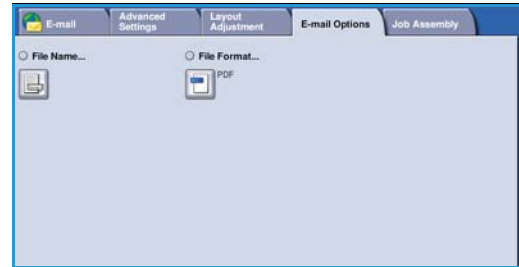 E-mail
Advanced
Settings
Layout
Adjustment
E-mail Options
Job Assembly
File Name...
File Format...
PDF